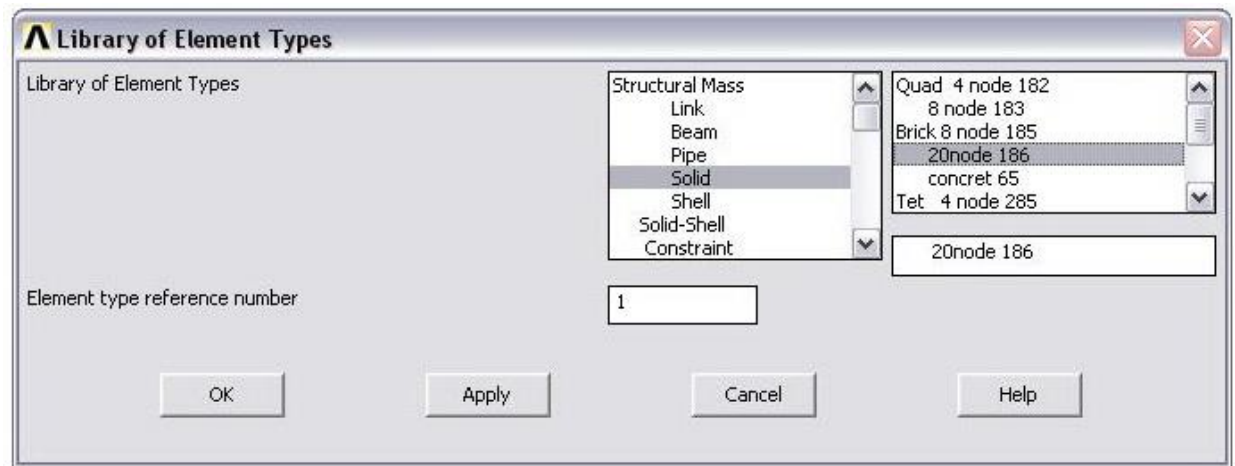 Library of Element Types
Library of Element Types
Structural Mass
Link
Beam
Pipe
Solid
Shell
Solid-Shell
Constraint
Quad 4 node 182
8 node 183
Brick 8 node 185
20node 186
concret 65
Tet 4 node 285
20node 186
Element type reference number
1
OK
Apply
Cancel
Help